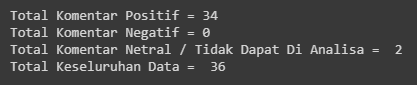 Total Komentar Positif = 34
Total Komentar Negatif = 0
Total Komentar Netral / Tidak Dapat Di Analisa =  2
Total Keseluruhan Data =  36